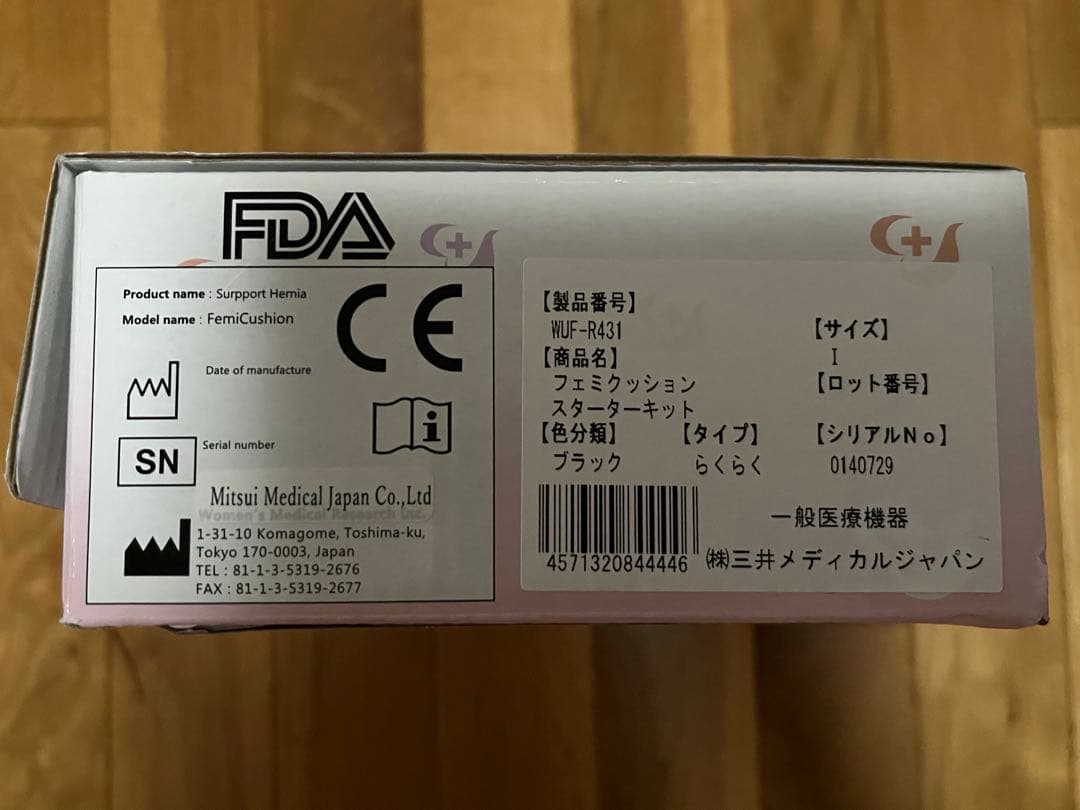 FDA
Product name : Surpport Hernia
Model name : FemiCushion
CE
Date of manufacture
i
SN
Serial number
Mitsui Medical Japan Co.,Ltd
Women's Medical Research Inc.
1-31-10 Komagome, Toshima-ku,
Tokyo 170-0003, Japan
TEL : 81-1-3-5319-2676
FAX : 81-1-3-5319-2677
【製品番号】
WUF-R431
【サイズ】
I
【商品名】
フェミクッション
スターターキット
【ロット番号】
【色分類】
ブラック
【タイプ】
らくらく
【シリアルNo】
0140729
一般医療機器
4571320844446
㈱三井メディカルジャパン